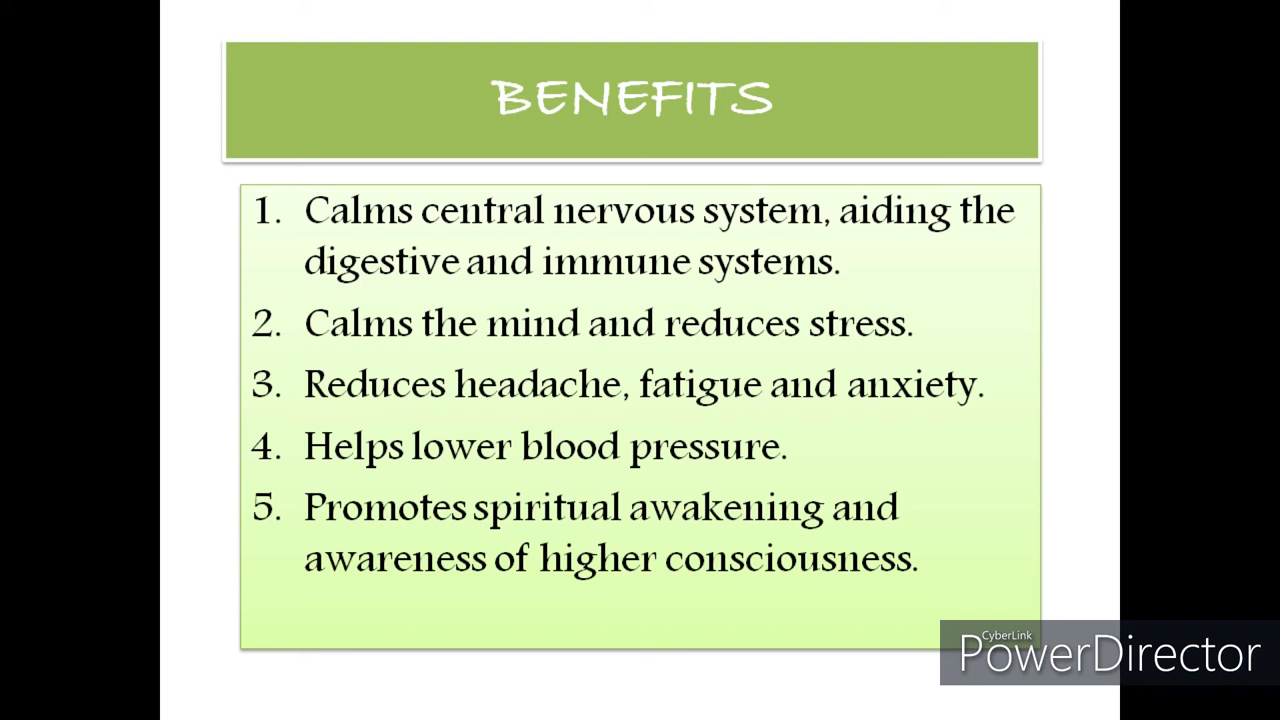 BENEFITS
1. Calms central nervous system, aiding the
digestive and immune systems.
2. Calms the mind and reduces stress.
3. Reduces headache, fatigue and anxiety.
4. Helps lower blood pressure.
5. Promotes spiritual awakening and
awareness of higher consciousness.
CyberLink
PowerDirector